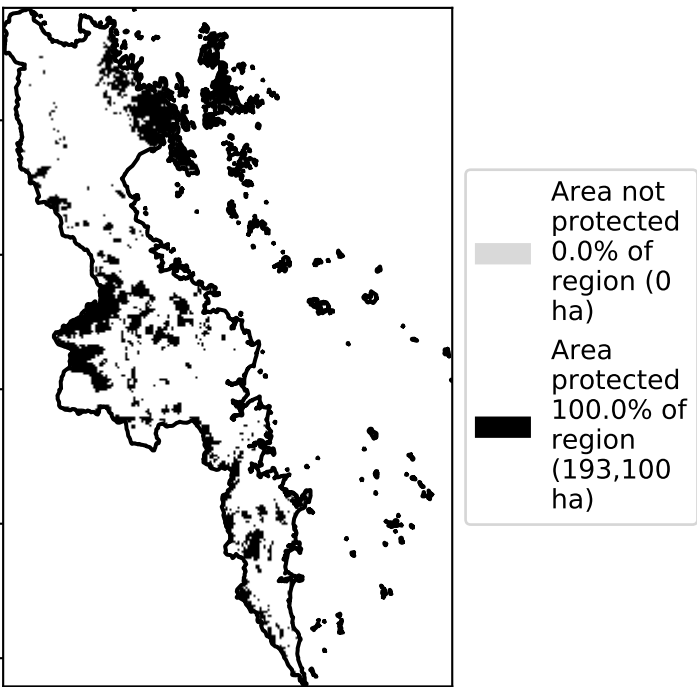 Area not
protected
0.0% of
region (0
ha)
Area
protected
100.0% of
region
(193,100
ha)